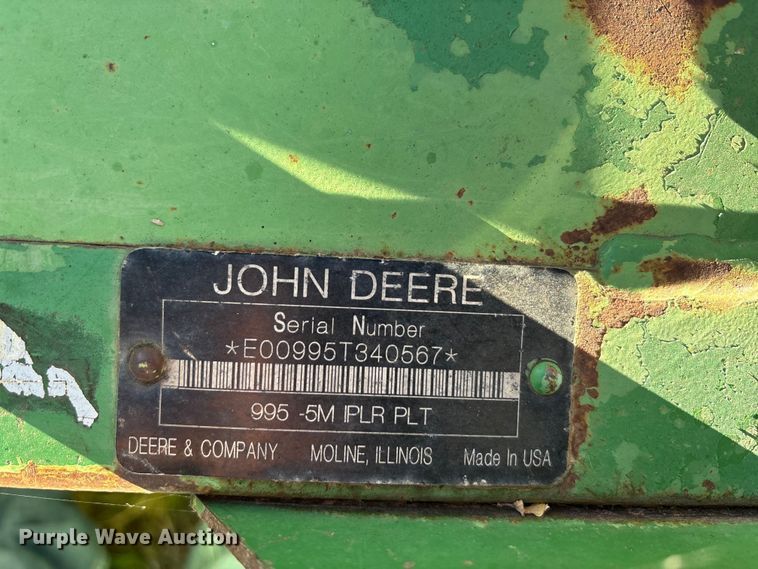 JOHN DEERE
Serial Number
*E00995T340567*
995 -5M IPLR PLT
DEERE & COMPANY MOLINE, ILLINOIS Made In USA
Purple Wave Auction